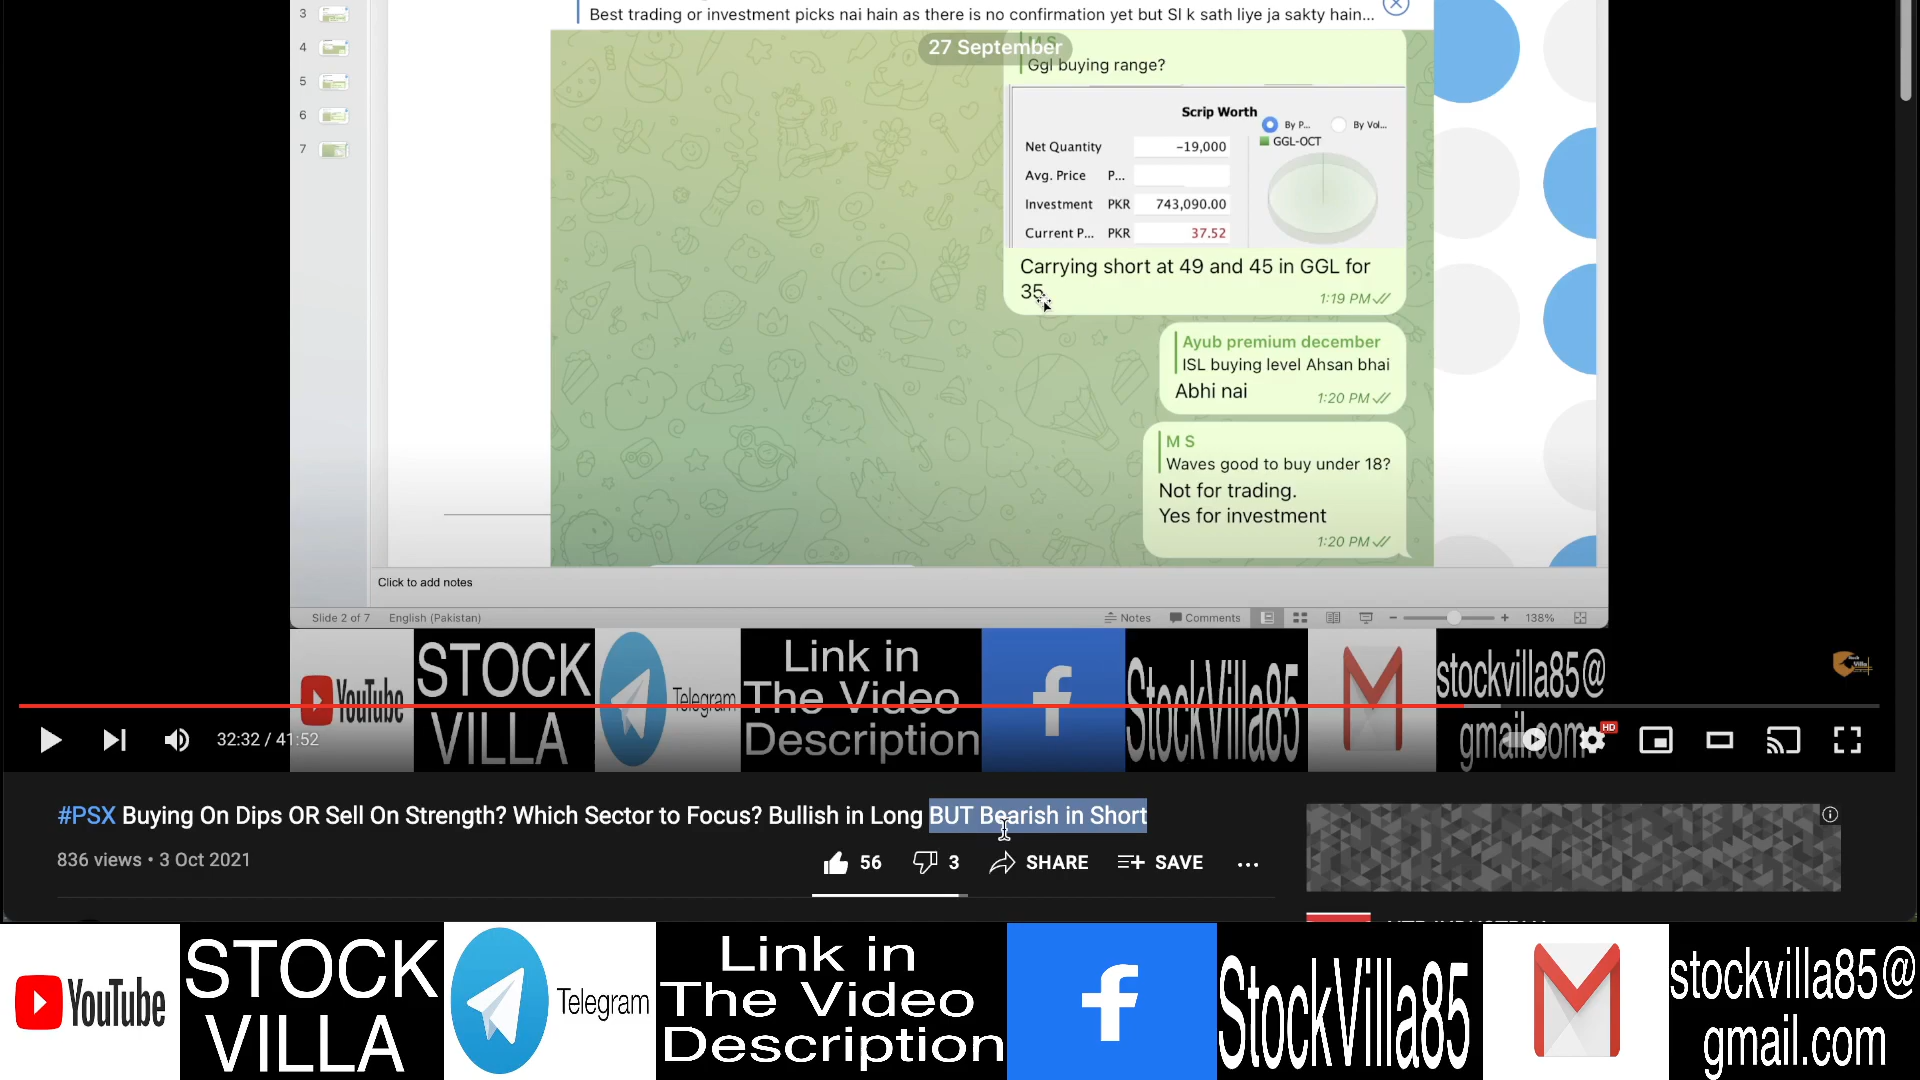 Best trading or investment picks nai hain as there is no confirmation yet but Sl k sath liye ja sakty hain...
3
4
5
6
7
27 September
M S
Ggl buying range?
Scrip Worth
By P...
By Vol...
GGL-OCT
Net Quantity -19,000
Avg. Price P...
Investment PKR 743,090.00
Current P... PKR 37.52
Carrying short at 49 and 45 in GGL for
35
1:19 PM
Ayub premium december
ISL buying level Ahsan bhai
Abhi nai
1:20 PM
M S
Waves good to buy under 18?
Not for trading.
Yes for investment
1:20 PM
Click to add notes
Slide 2 of 7 English (Pakistan) Notes Comments 138%
YouTube
STOCK
VILLA
Telegram
Link in
The Video
Description
StockVilla85
stockvilla85@
gmail.com
32:32 / 41:52
HD
#PSX Buying On Dips OR Sell On Strength? Which Sector to Focus? Bullish in Long BUT Bearish in Short
836 views • 3 Oct 2021
56 3 SHARE SAVE
YouTube
STOCK
VILLA
Telegram
Link in
The Video
Description
StockVilla85
stockvilla85@
gmail.com